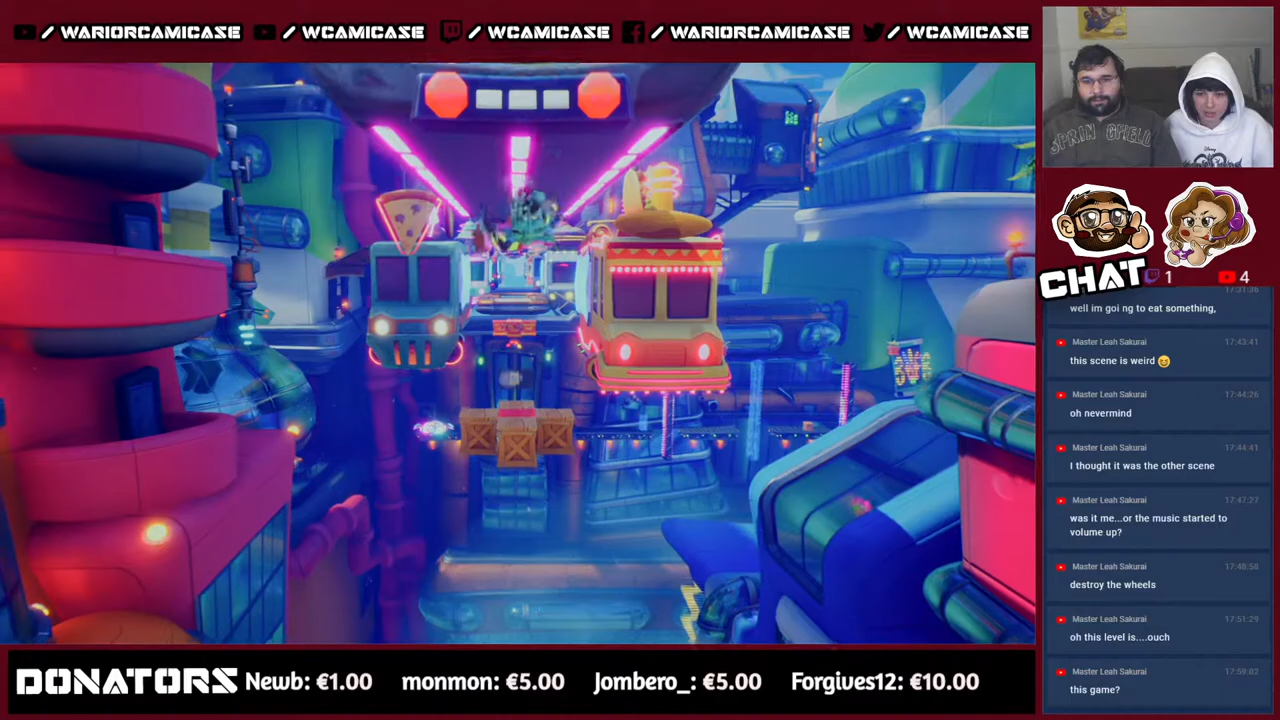 / WARIORCAMICASE / WCAMICASE / WCAMICASE / WARIORCAMICASE / WCAMICASE
SPRINGFIELD
Disney
CHAT 1 4
17:31:36
well im goi ng to eat something,
Master Leah Sakurai 17:43:41
this scene is weird 😄
Master Leah Sakurai 17:44:26
oh nevermind
Master Leah Sakurai 17:44:41
I thought it was the other scene
Master Leah Sakurai 17:47:27
was it me...or the music started to
volume up?
Master Leah Sakurai 17:48:58
destroy the wheels
Master Leah Sakurai 17:51:29
oh this level is....ouch
Master Leah Sakurai 17:59:02
this game?
DONATORS Newb: €1.00 monmon: €5.00 Jombero_: €5.00 Forgives12: €10.00